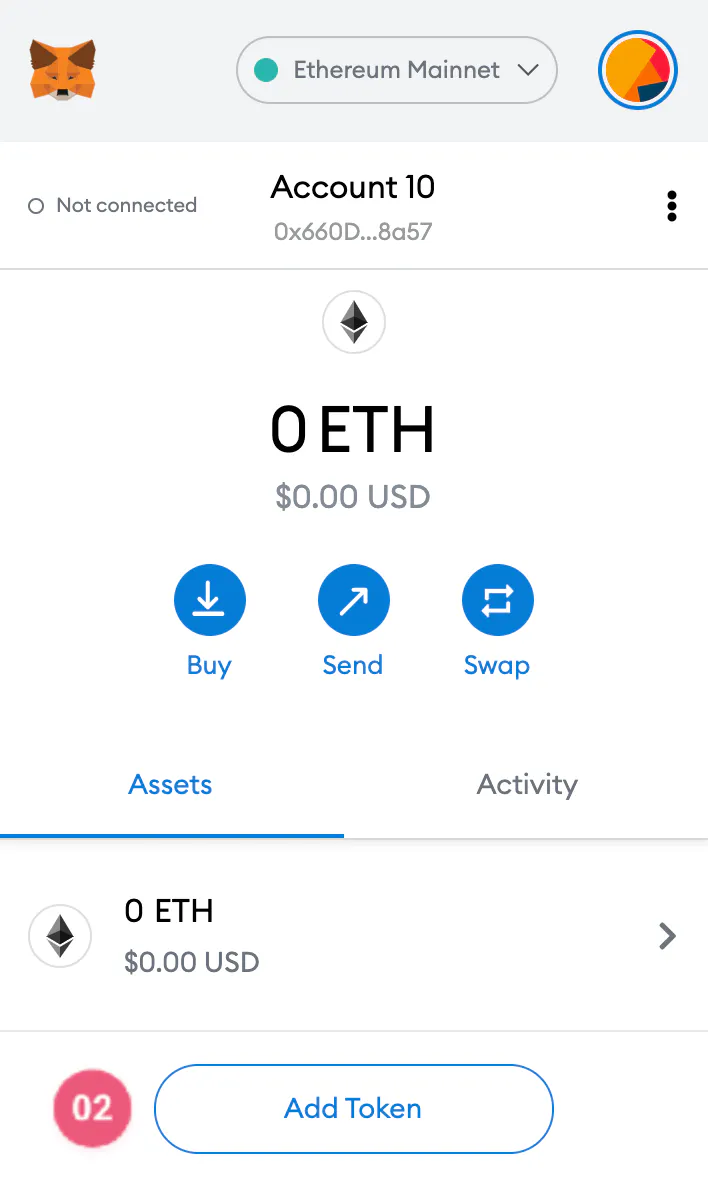 Ethereum Mainnet
Not connected
Account 10
0x660D...8a57
0 ETH
$0.00 USD
Buy
Send
Swap
Assets
Activity
0 ETH
$0.00 USD
02
Add Token